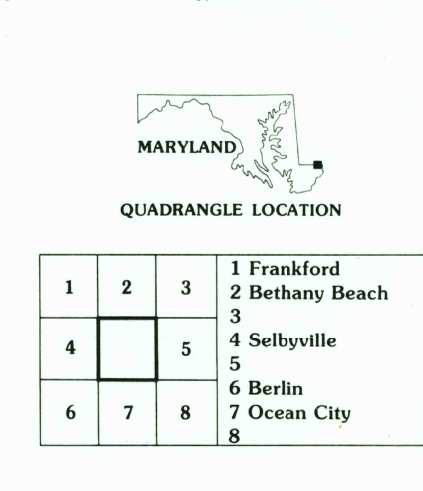 MARYLAND
QUADRANGLE LOCATION
1 2 3
4 5
6 7 8
1 Frankford
2 Bethany Beach
3
4 Selbyville
5
6 Berlin
7 Ocean City
8